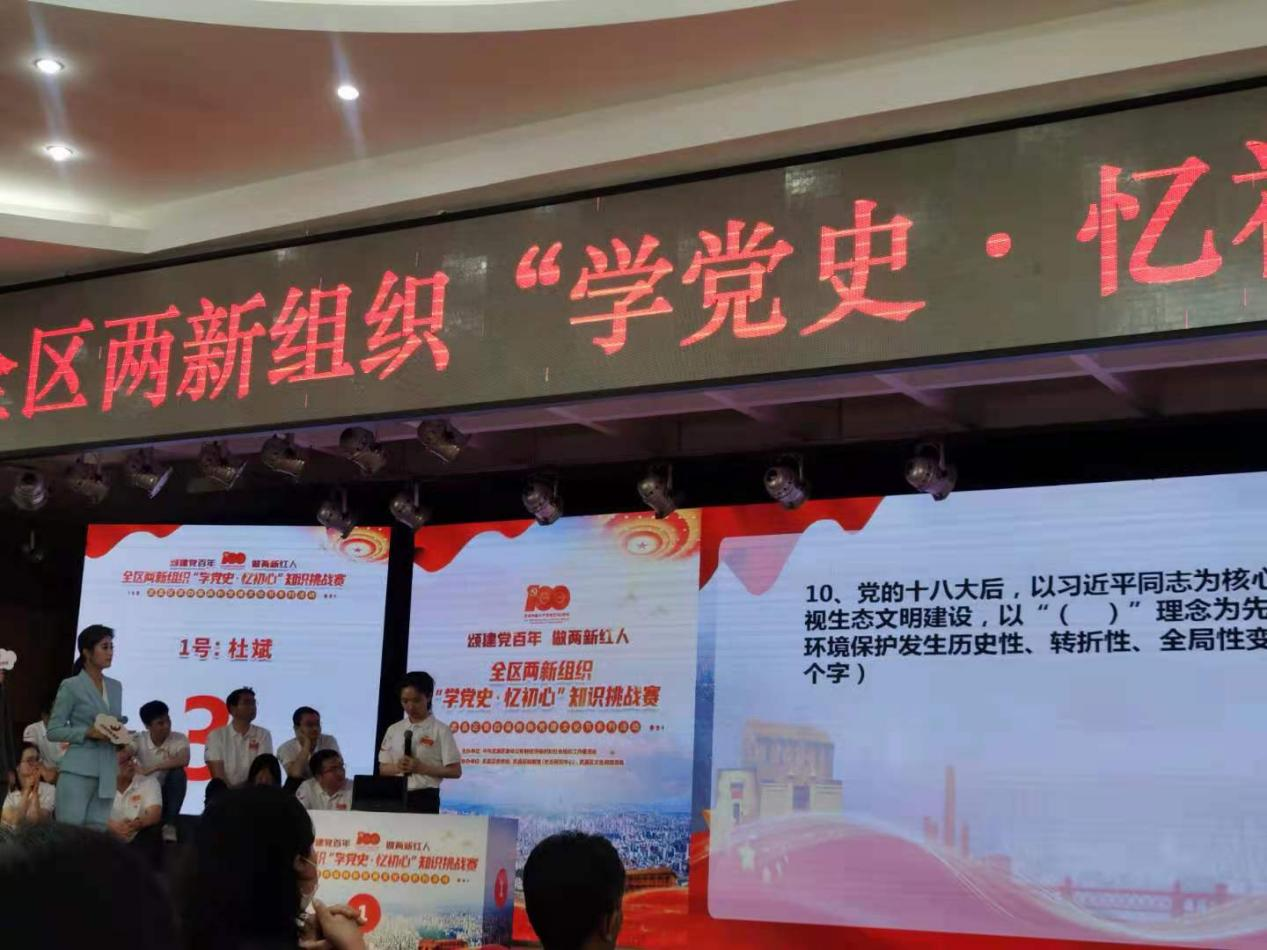 全区两新组织 “学党史·忆初
颂建党百年 100 做两新红人
全区两新组织“学党史·忆初心”知识挑战赛
1号：杜斌
3
100
颂建党百年 做两新红人
全区两新组织
“学党史·忆初心”知识挑战赛
10、党的十八大后，以习近平同志为核心
视生态文明建设，以“（ ）”理念为先
环境保护发生历史性、转折性、全局性变
个字）
建党百年 100 做两新红人
织“学党史·忆初心”知识挑战赛
1